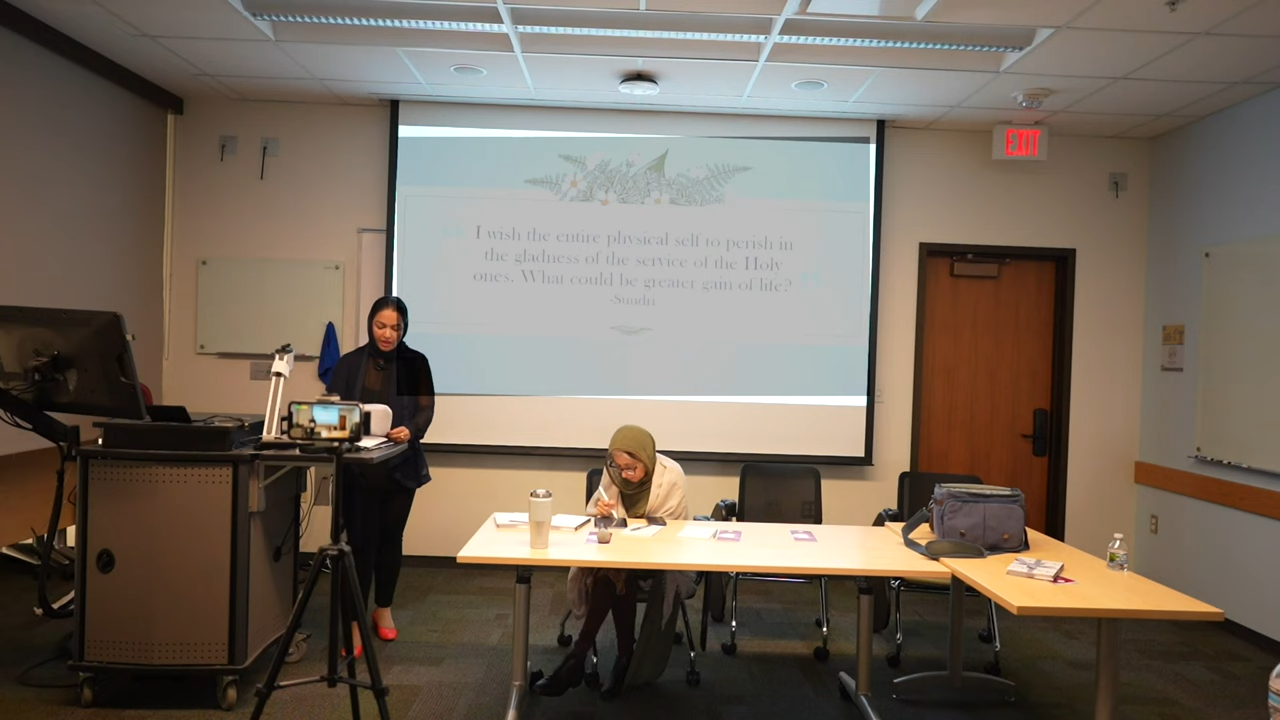 I wish the entire physical self to perish in
the gladness of the service of the Holy
ones. What could be greater gain of life?
-Sundri
EXIT